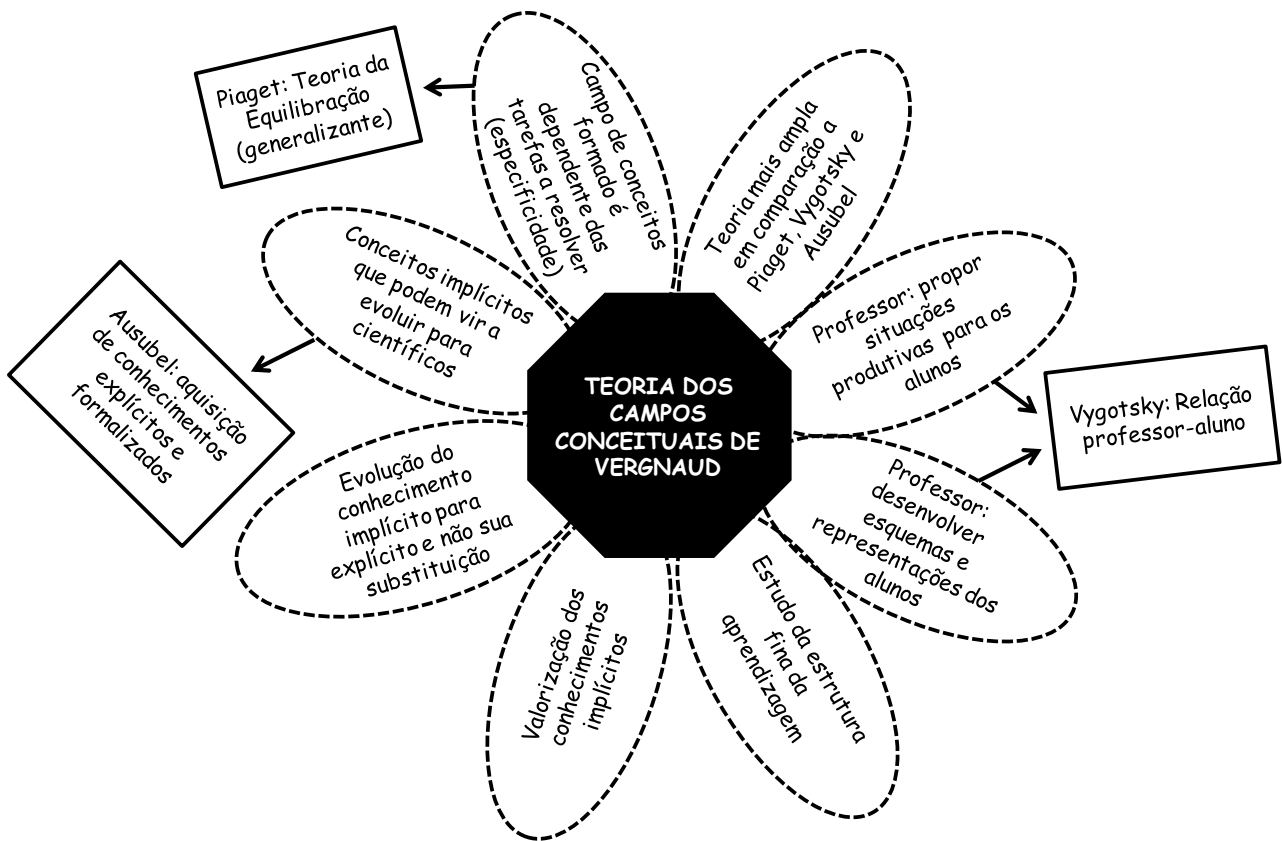 Piaget: Teoria da
Equilibração
(generalizante)
Campo de conceitos
formado é
dependente das
tarefas a resolver
(especificidade)
Teoria mais ampla
em comparação a
Piaget, Vygotsky e
Ausubel
Conceitos implícitos
que podem vir a
evoluir para
científicos
Professor: propor
situações
produtivas para os
alunos
Ausubel: aquisição
de conhecimentos
explícitos e
formalizados
TEORIA DOS
CAMPOS
CONCEITUAIS DE
VERGNAUD
Vygotsky: Relação
professor-aluno
Evolução do
conhecimento
implícito para
explícito e não sua
substituição
Professor:
desenvolver
esquemas e
representações dos
alunos
Valorização dos
conhecimentos
implícitos
Estudo da estrutura
fina da
aprendizagem